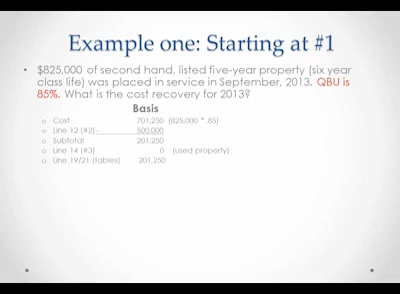 Example one: Starting at #1
• $825,000 of second hand, listed five-year property (six year
class life) was placed in service in September, 2013. QBU is
85%. What is the cost recovery for 2013?
Basis
o Cost 701,250 (825,000 * .85)
o Line 12 (#2) - 500,000
o Subtotal 201,250
o Line 14 (#3) 0 (used property)
o Line 19/21 (tables) 201,250